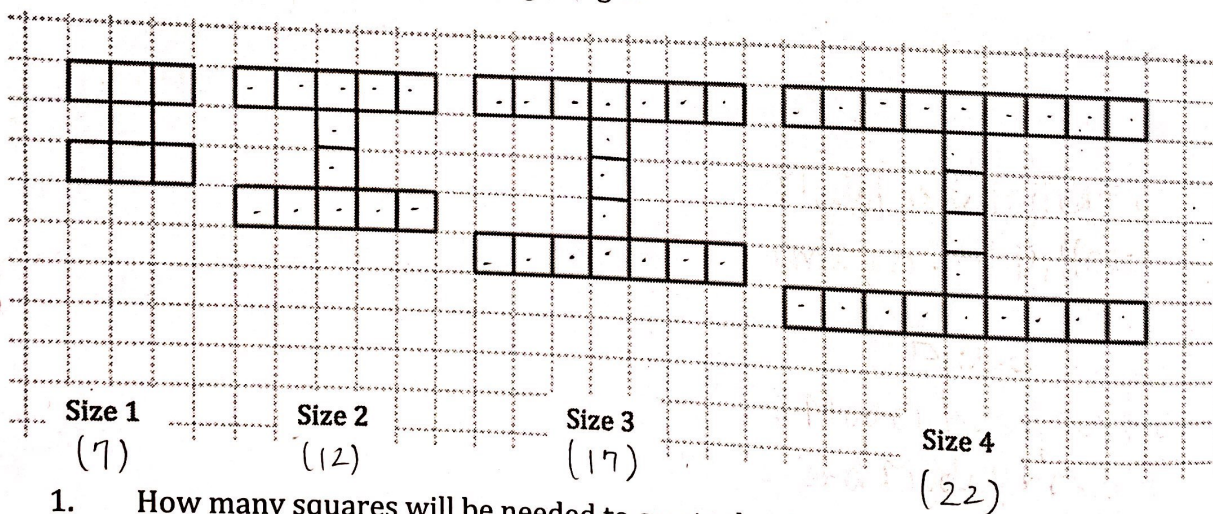 Size 1 Size 2 Size 3 Size 4
(7) (12) (17) (22)
1. How many squares will be needed to